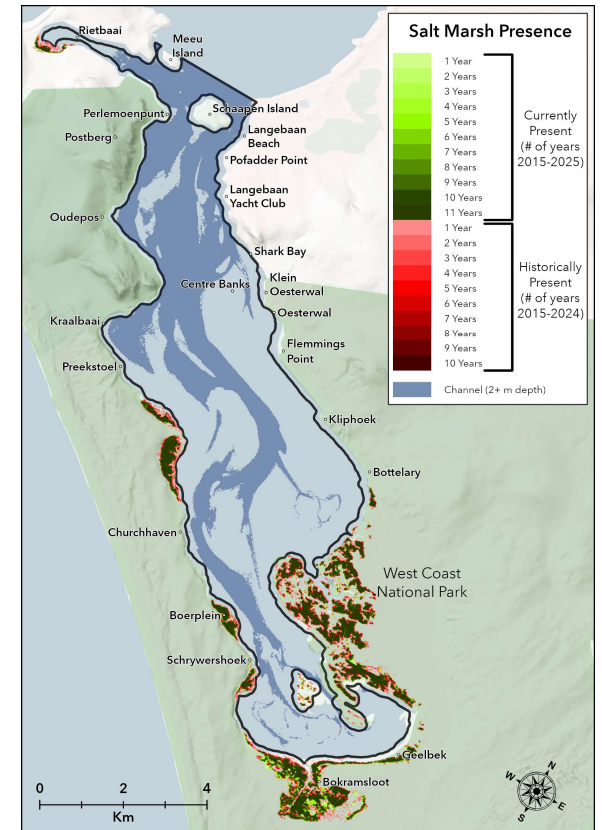 Rietbaai
Meeu
Island
Perlemoenpunt
Schaapen Island
Postberg
Langebaan
Beach
Pofadder Point
Langebaan
Yacht Club
Oudepos
Shark Bay
Centre Banks
Klein
Oesterwal
Oesterwal
Kraalbaai
Flemmings
Point
Preekstoel
Kliphoek
Bottelary
Churchhaven
West Coast
National Park
Boerplein
Schrywershoek
Geelbek
Bokramsloot
0 2 4
Km
N
W
E
S
Salt Marsh Presence
1 Year
2 Years
3 Years
4 Years
5 Years
6 Years
7 Years
8 Years
9 Years
10 Years
11 Years
Currently
Present
(# of years
2015-2025)
1 Year
2 Years
3 Years
4 Years
5 Years
6 Years
7 Years
8 Years
9 Years
10 Years
Historically
Present
(# of years
2015-2024)
Channel (2+ m depth)